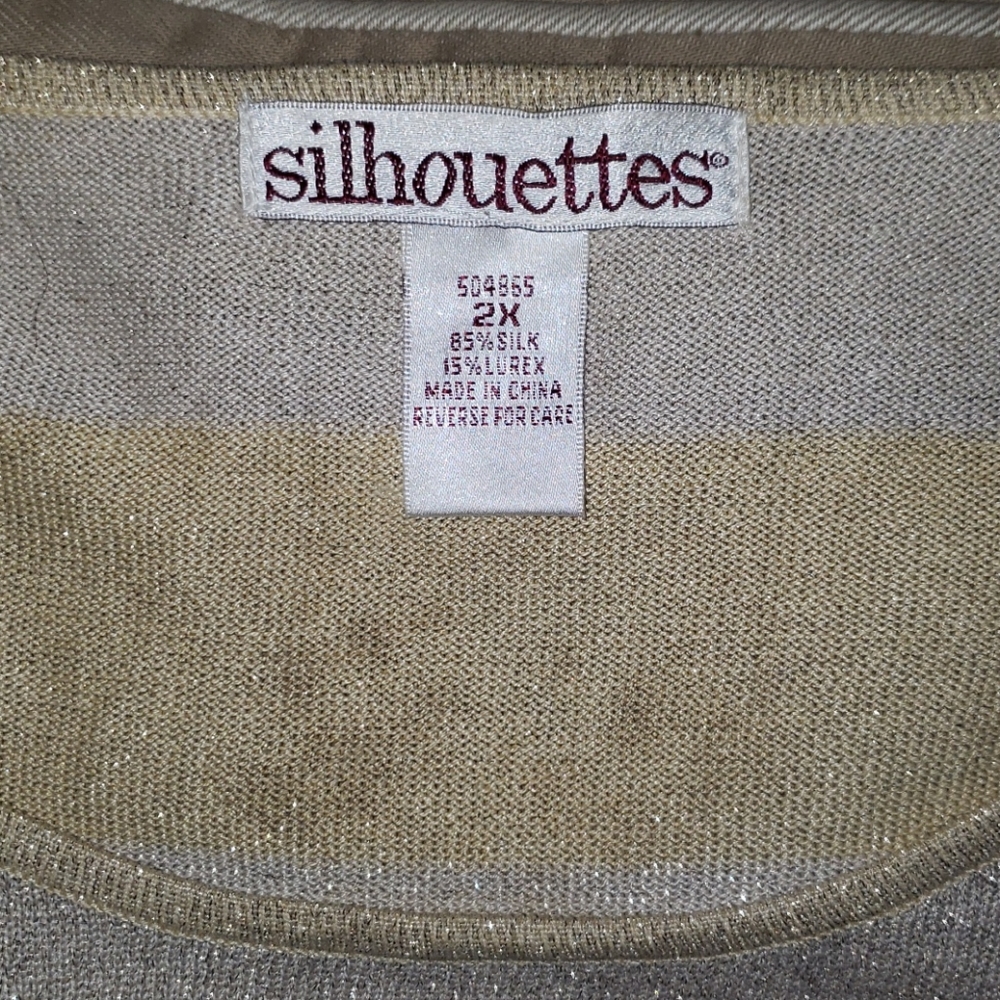 silhouettes®
504865
2X
85% SILK
15% LUREX
MADE IN CHINA
REVERSE FOR CARE